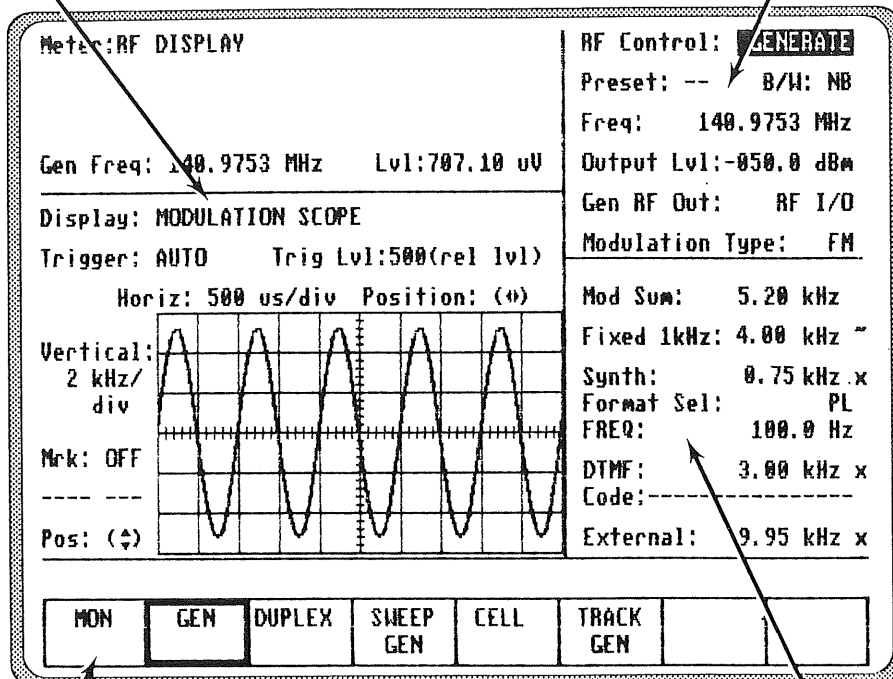 Meter:RF DISPLAY
Gen Freq: 140.9753 MHz Lvl:707.10 uV
Display: MODULATION SCOPE
Trigger: AUTO Trig Lvl:500(rel lvl)
Horiz: 500 us/div Position: (↔)
Vertical:
2 kHz/
div
Mrk: OFF
---- ---
Pos: (↕)
RF Control: GENERATE
Preset: -- B/W: NB
Freq: 140.9753 MHz
Output Lvl:-050.0 dBm
Gen RF Out: RF I/O
Modulation Type: FM
Mod Sum: 5.20 kHz
Fixed 1kHz: 4.00 kHz ~
Synth: 0.75 kHz x
Format Sel: PL
FREQ: 100.0 Hz
DTMF: 3.00 kHz x
Code:----------------
External: 9.95 kHz x
MON GEN DUPLEX SWEEP GEN CELL TRACK GEN